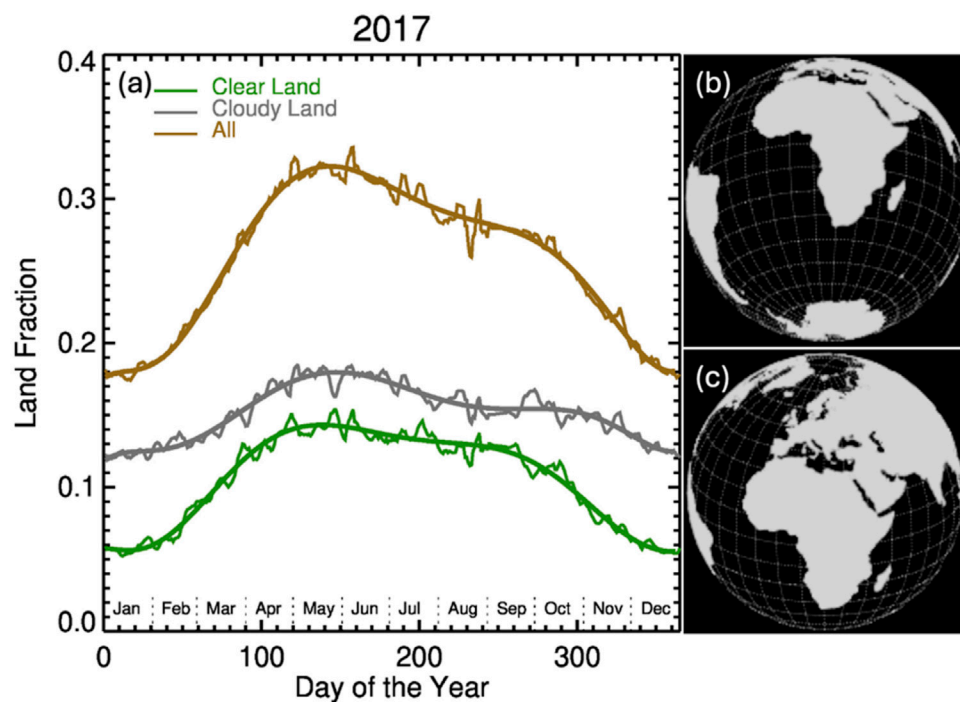 2017
(a)
Clear Land
Cloudy Land
All
0.4
0.3
0.2
0.1
0.0
Land Fraction
Jan Feb Mar Apr May Jun Jul Aug Sep Oct Nov Dec
0 100 200 300
Day of the Year
(b)
(c)